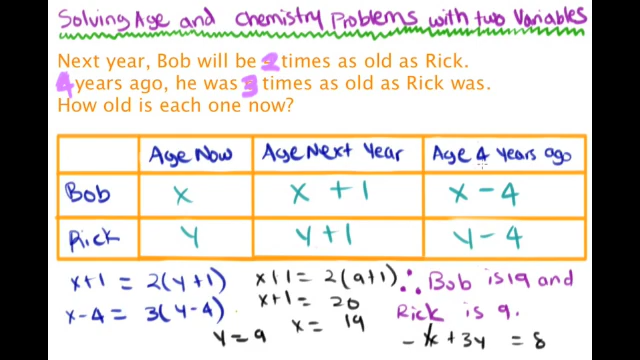 Solving Age and Chemistry Problems with two Variables
Next year, Bob will be 2 times as old as Rick.
4 years ago, he was 3 times as old as Rick was.
How old is each one now?
Age Now Age Next Year Age 4 years ago
Bob x x + 1 x - 4
Rick y y + 1 y - 4
x+1 = 2(y+1)
x-4 = 3(y-4)
y = 9
x+1 = 2(9+1)
x+1 = 20
x = 19
∴ Bob is 19 and
Rick is 9.
-x + 3y = 8